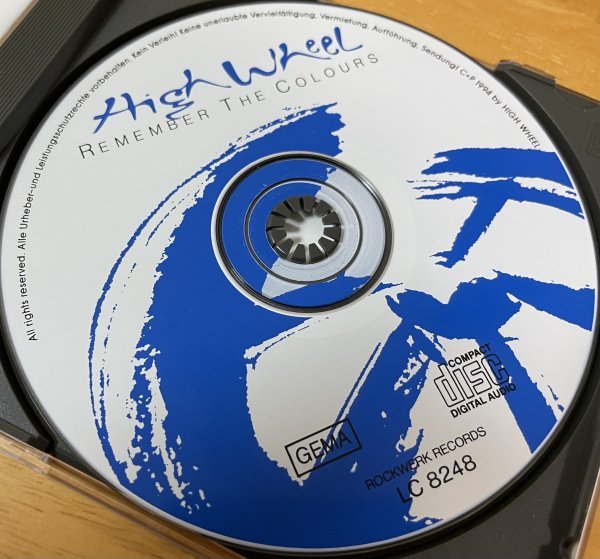 All rights reserved. Alle Urheber-und Leistungsschutzrechte vorbehalten. Kein Verleih! Keine unerlaubte Vervielfältigung, Vermietung, Aufführung, Sendung! C+P 1994 by HIGH WHEEL
High Wheel
REMEMBER THE COLOURS
COMPACT
disc
DIGITAL AUDIO
GEMA
ROCKWERK RECORDS
LC 8248